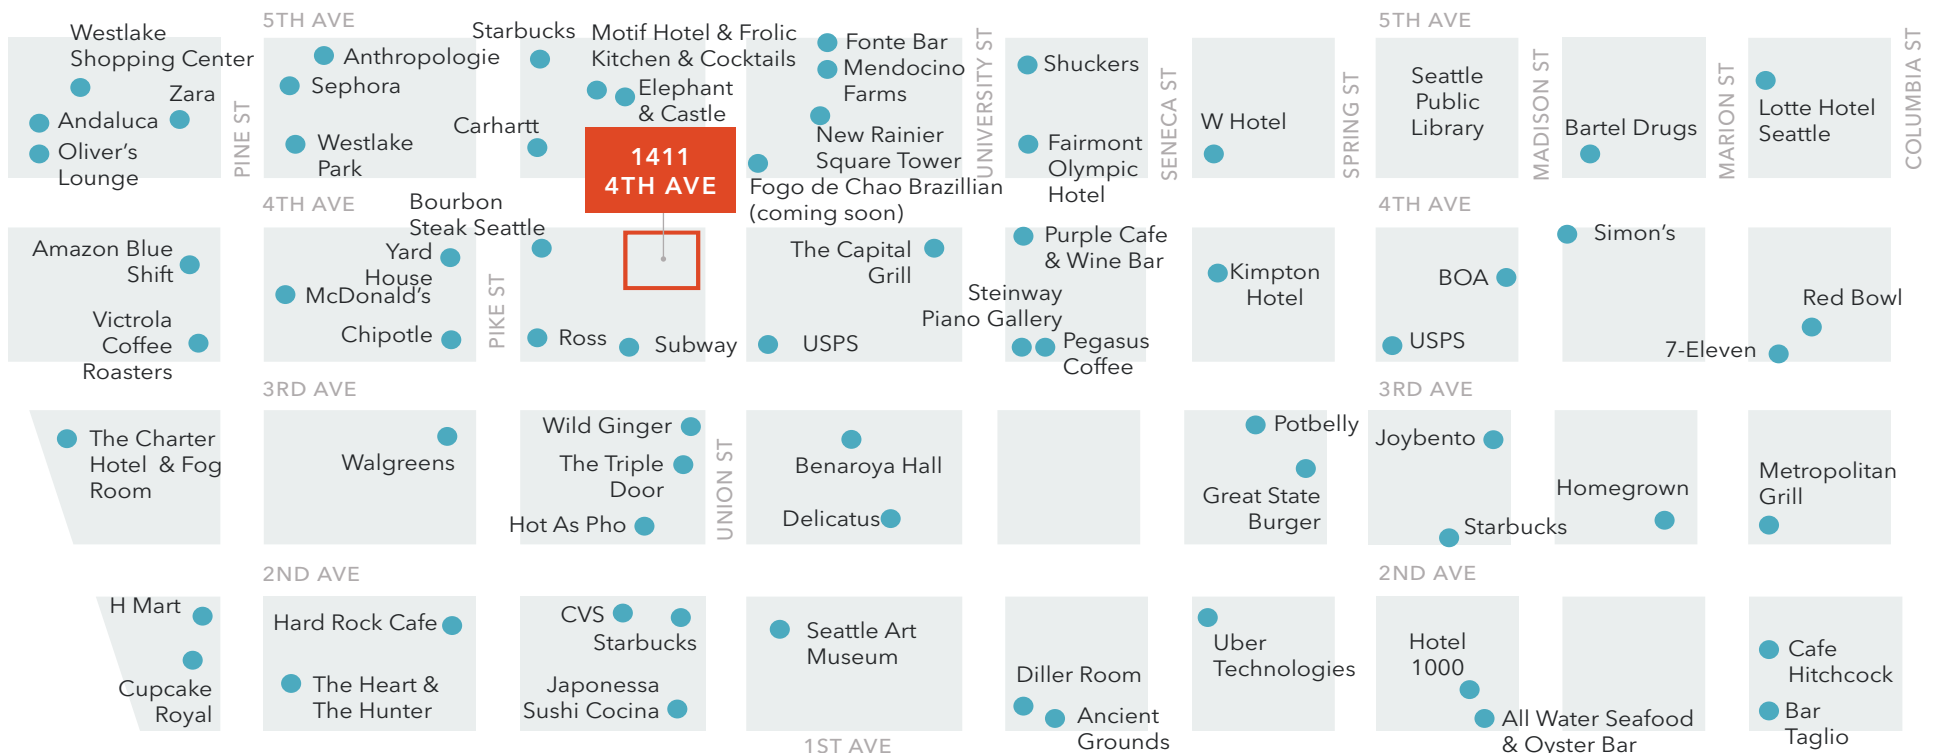 5TH AVE
5TH AVE
Westlake
Shopping Center
Zara
Andaluca
Oliver's
Lounge
PINE ST
Anthropologie
Sephora
Westlake
Park
Starbucks
Carhartt
Motif Hotel & Frolic
Kitchen & Cocktails
Elephant
& Castle
1411
4TH AVE
Fonte Bar
Mendocino
Farms
New Rainier
Square Tower
Fogo de Chao Brazillian
(coming soon)
UNIVERSITY ST
Shuckers
Fairmont
Olympic
Hotel
SENECA ST
W Hotel
SPRING ST
Seattle
Public
Library
MADISON ST
Bartel Drugs
MARION ST
Lotte Hotel
Seattle
COLUMBIA ST
4TH AVE
4TH AVE
Amazon Blue
Shift
Victrola
Coffee
Roasters
Yard
House
McDonald's
Chipotle
PIKE ST
Bourbon
Steak Seattle
Ross
Subway
The Capital
Grill
USPS
Purple Cafe
& Wine Bar
Steinway
Piano Gallery
Pegasus
Coffee
Kimpton
Hotel
BOA
USPS
Simon's
7-Eleven
Red Bowl
3RD AVE
3RD AVE
The Charter
Hotel & Fog
Room
Walgreens
Wild Ginger
The Triple
Door
Hot As Pho
UNION ST
Benaroya Hall
Delicatus
Potbelly
Great State
Burger
Joybento
Starbucks
Homegrown
Metropolitan
Grill
2ND AVE
2ND AVE
H Mart
Cupcake
Royal
Hard Rock Cafe
The Heart &
The Hunter
CVS
Starbucks
Japonessa
Sushi Cocina
Seattle Art
Museum
Diller Room
Ancient
Grounds
Uber
Technologies
Hotel
1000
All Water Seafood
& Oyster Bar
Cafe
Hitchcock
Bar
Taglio
1ST AVE